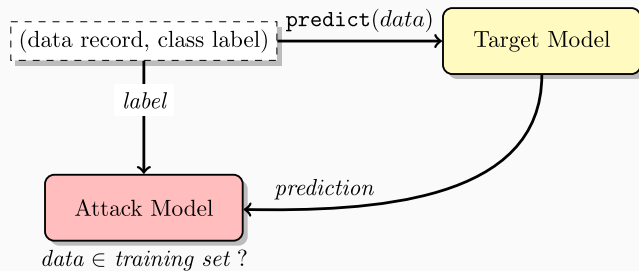 predict(data)
(data record, class label)
Target Model
label
prediction
Attack Model
data ∈ training set ?